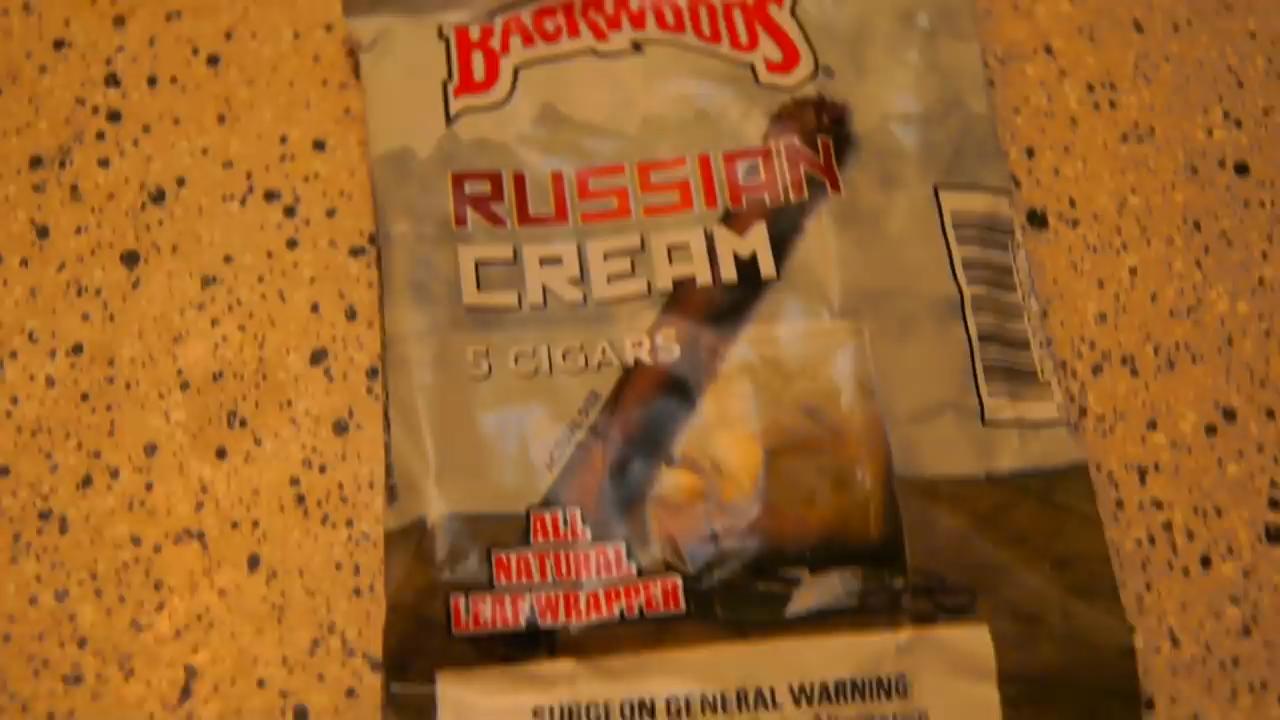 BACKWOODS
RUSSIAN
CREAM
5 CIGARS
ALL
NATURAL
LEAF WRAPPER
SURGEON GENERAL WARNING